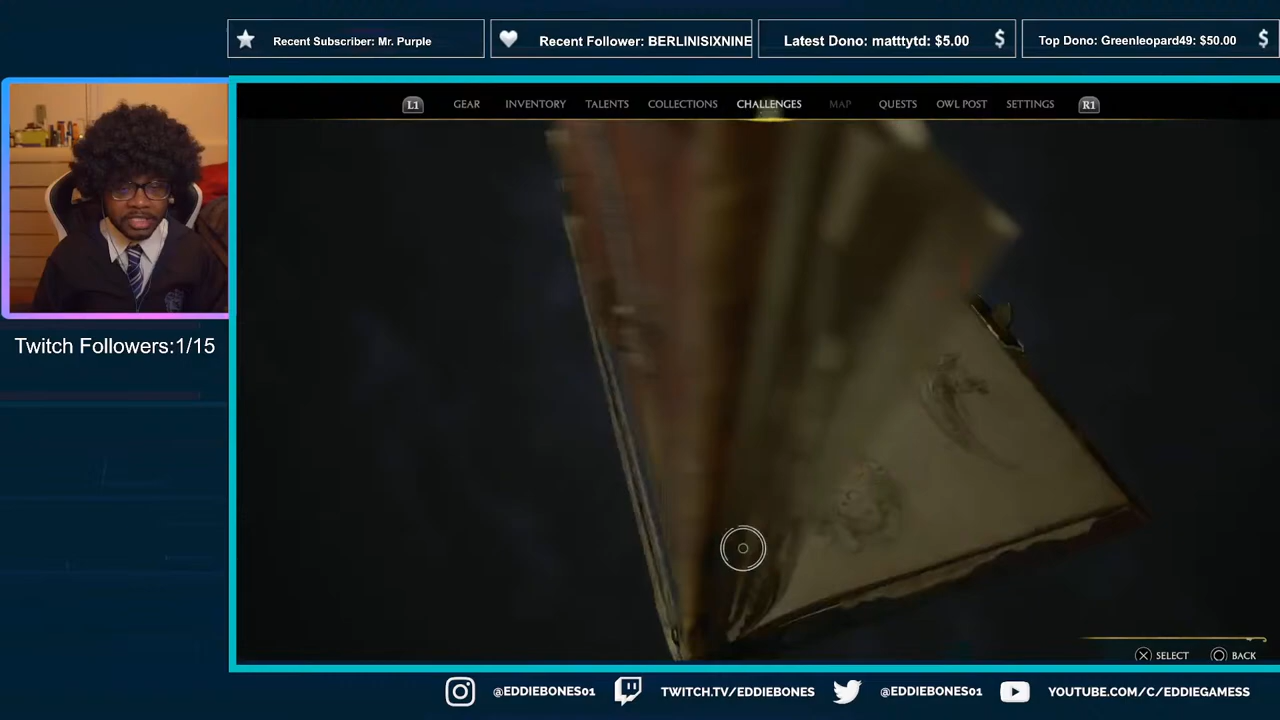 Recent Subscriber: Mr. Purple
Recent Follower: BERLINISIXNINE
Latest Dono: matttytd: $5.00 $
Top Dono: Greenleopard49: $50.00 $
L1 GEAR INVENTORY TALENTS COLLECTIONS CHALLENGES MAP QUESTS OWL POST SETTINGS R1
Twitch Followers:1/15
SELECT BACK
@EDDIEBONES01 TWITCH.TV/EDDIEBONES @EDDIEBONES01 YOUTUBE.COM/C/EDDIEGAMESS